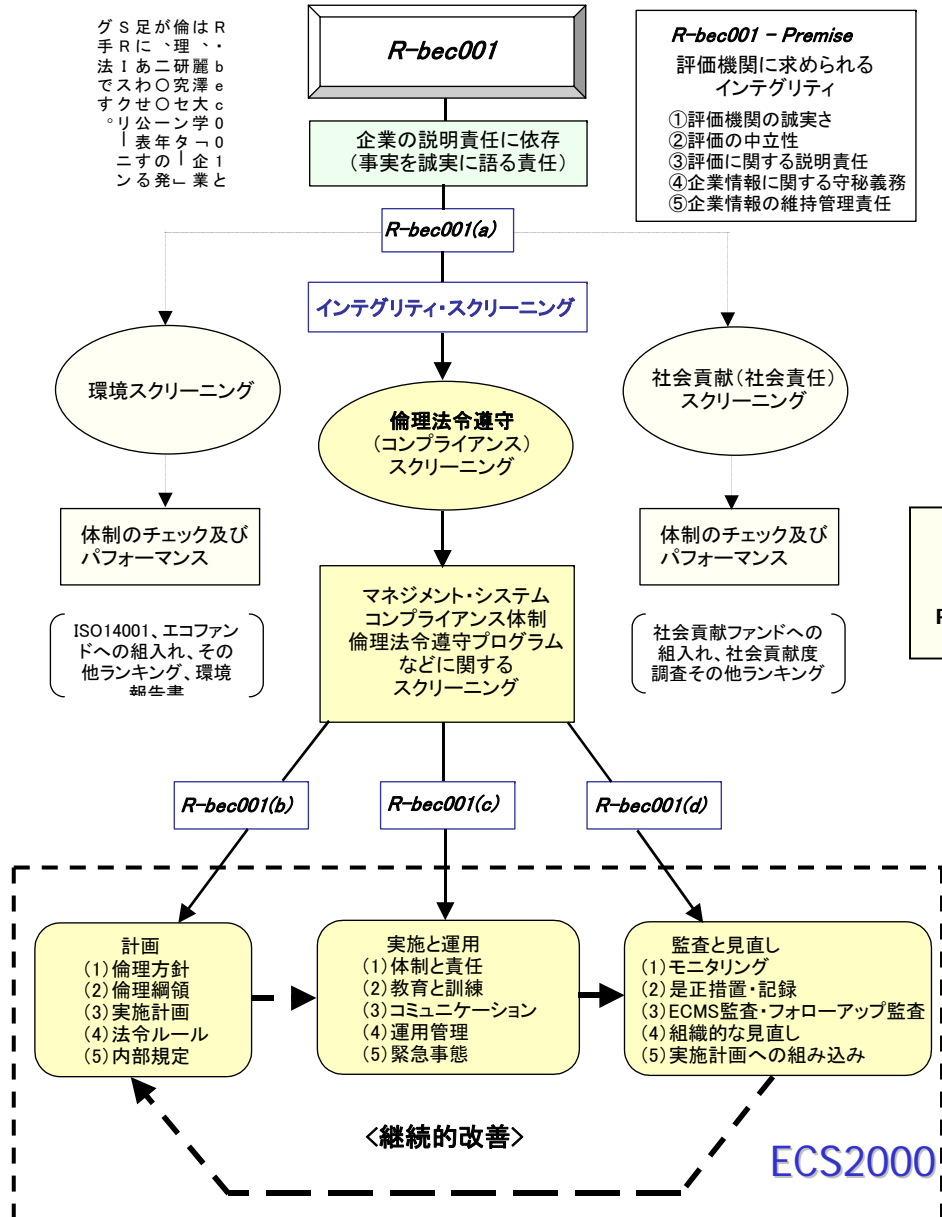 R・bec001と
は、麗澤大学「企業
倫理研究センター」
が、二〇〇一年の発
足にあわせ公表する
SRIスクリーニン
グ手法です。
R-bec001
R-bec001 - Premise
評価機関に求められる
インテグリティ
①評価機関の誠実さ
②評価の中立性
③評価に関する説明責任
④企業情報に関する守秘義務
⑤企業情報の維持管理責任
企業の説明責任に依存
(事実を誠実に語る責任)
R-bec001(a)
インテグリティ・スクリーニング
環境スクリーニング
倫理法令遵守
(コンプライアンス)
スクリーニング
社会貢献(社会責任)
スクリーニング
体制のチェック及び
パフォーマンス
マネジメント・システム
コンプライアンス体制
倫理法令遵守プログラム
などに関する
スクリーニング
体制のチェック及び
パフォーマンス
ISO14001、エコファン
ドへの組入れ、その
他ランキング、環境
報告書
社会貢献ファンドへの
組入れ、社会貢献度
調査その他ランキング
R-bec001(b)
R-bec001(c)
R-bec001(d)
計画
(1)倫理方針
(2)倫理綱領
(3)実施計画
(4)法令ルール
(5)内部規定
実施と運用
(1)体制と責任
(2)教育と訓練
(3)コミュニケーション
(4)運用管理
(5)緊急事態
監査と見直し
(1)モニタリング
(2)是正措置・記録
(3)ECMS監査・フォローアップ監査
(4)組織的な見直し
(5)実施計画への組み込み
<継続的改善>
ECS2000